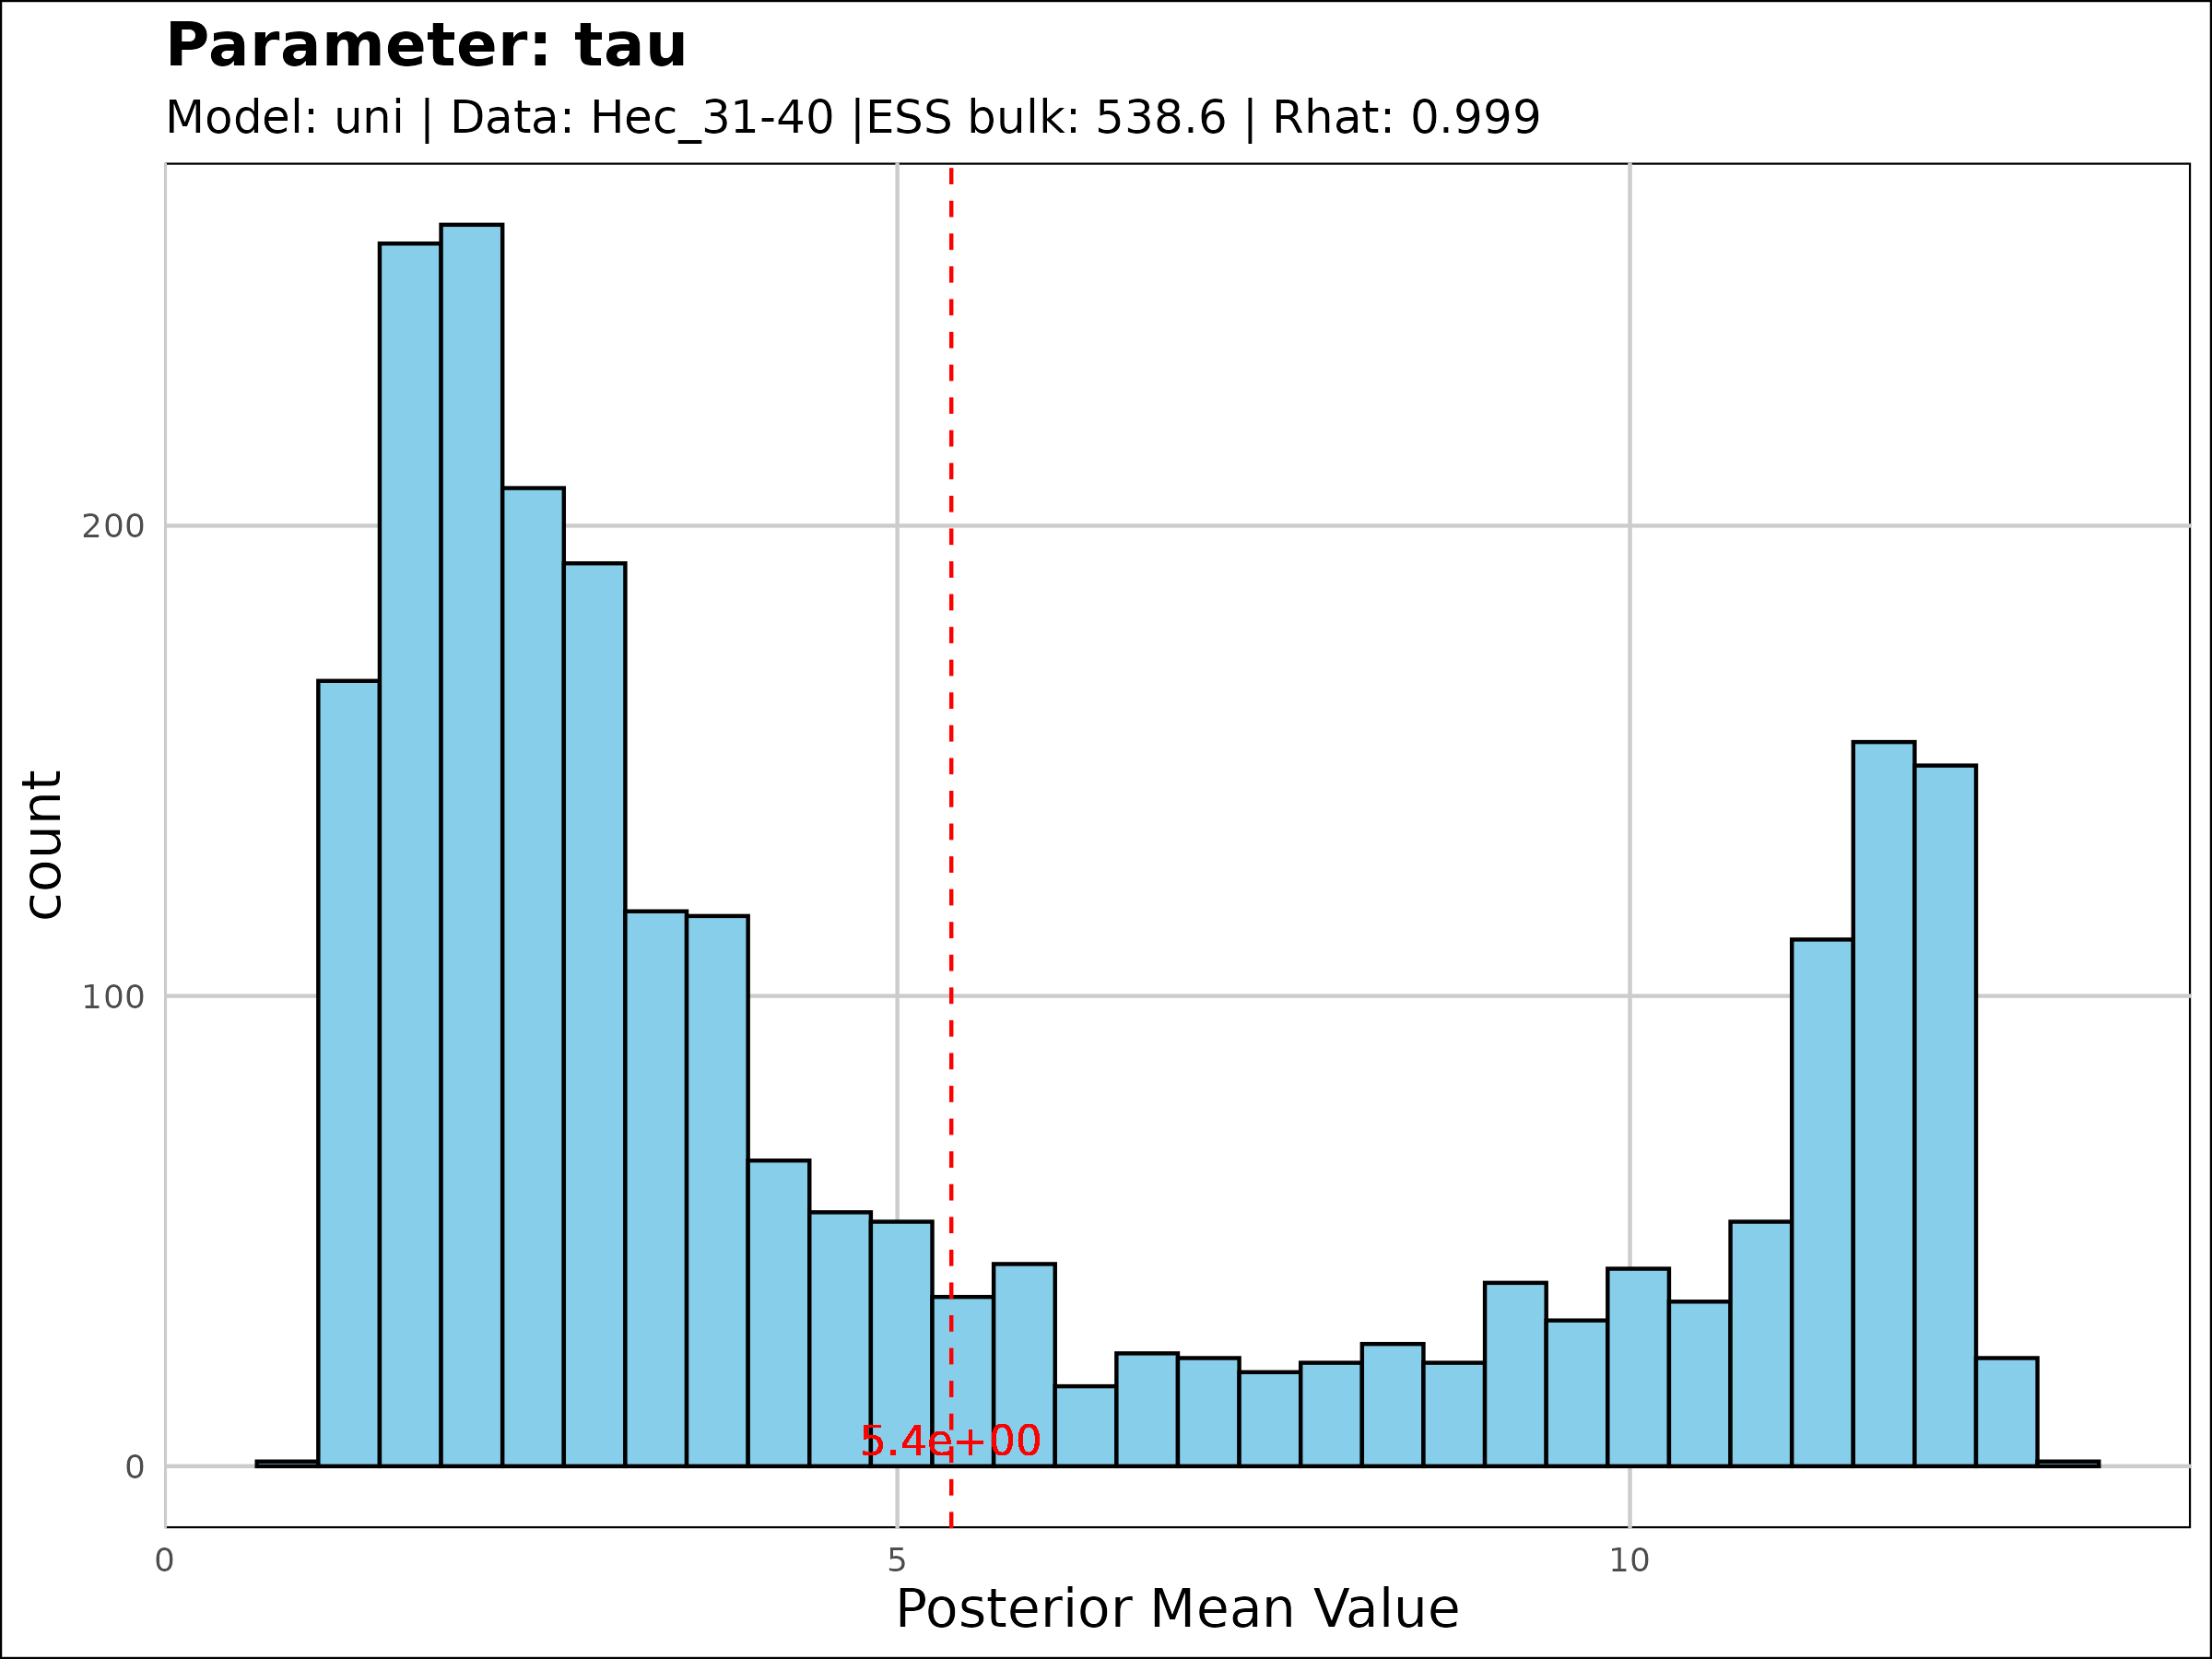 Parameter: tau
Model: uni | Data: Hec_31-40 |ESS bulk: 538.6 | Rhat: 0.999
count
200
100
0
5.4e+00
0 5 10
Posterior Mean Value